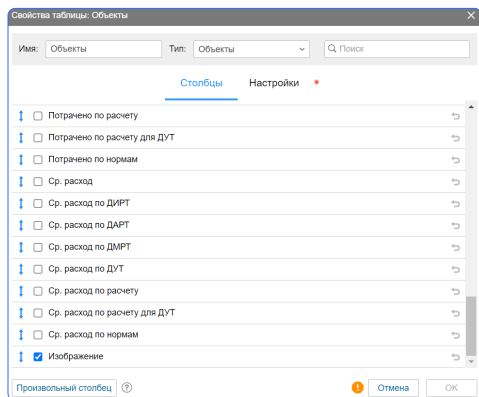 Свойства таблицы: Объекты
Имя: Объекты Тип: Объекты Поиск
Столбцы Настройки *
Потрачено по расчету
Потрачено по расчету для ДУТ
Потрачено по нормам
Ср. расход
Ср. расход по ДИРТ
Ср. расход по ДАРТ
Ср. расход по ДМРТ
Ср. расход по ДУТ
Ср. расход по расчету
Ср. расход по расчету для ДУТ
Ср. расход по нормам
Изображение
Произвольный столбец ? ! Отмена OK